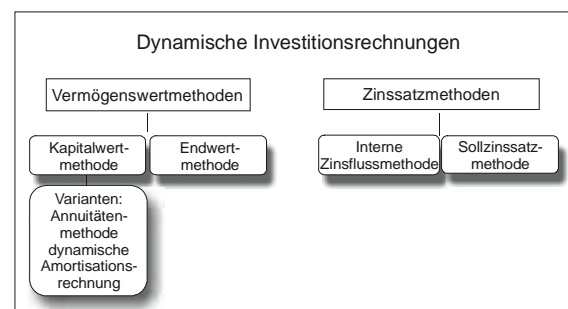 Dynamische Investitionsrechnungen
Vermögenswertmethoden
Zinssatzmethoden
Kapitalwert-
methode
Endwert-
methode
Interne
Zinsflussmethode
Sollzinssatz-
methode
Varianten:
Annuitäten-
methode
dynamische
Amortisations-
rechnung